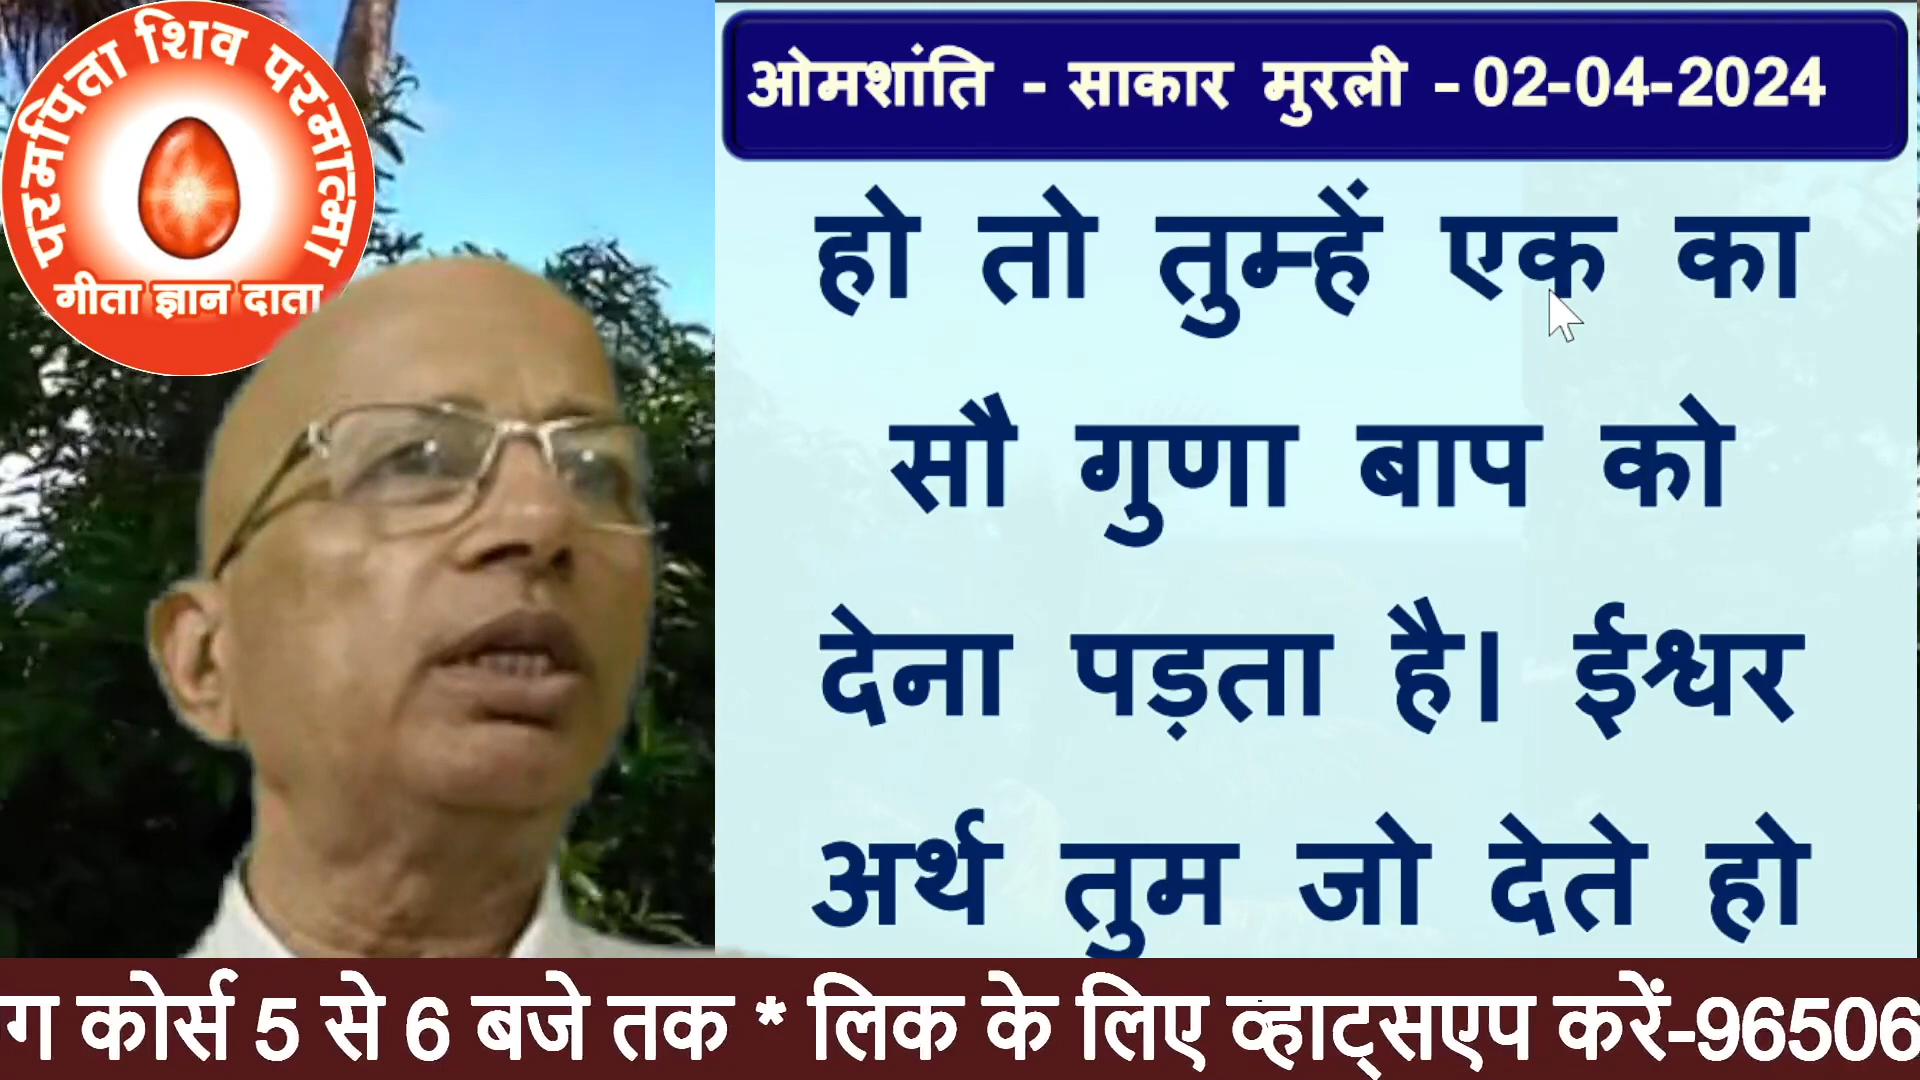 परमपिता शिव परमात्मा
गीता ज्ञान दाता
ओमशांति - साकार मुरली - 02-04-2024
हो तो तुम्हें एक का
सौ गुणा बाप को
देना पड़ता है। ईश्वर
अर्थ तुम जो देते हो
ग कोर्स 5 से 6 बजे तक * लिंक के लिए व्हाट्सएप करें-96506